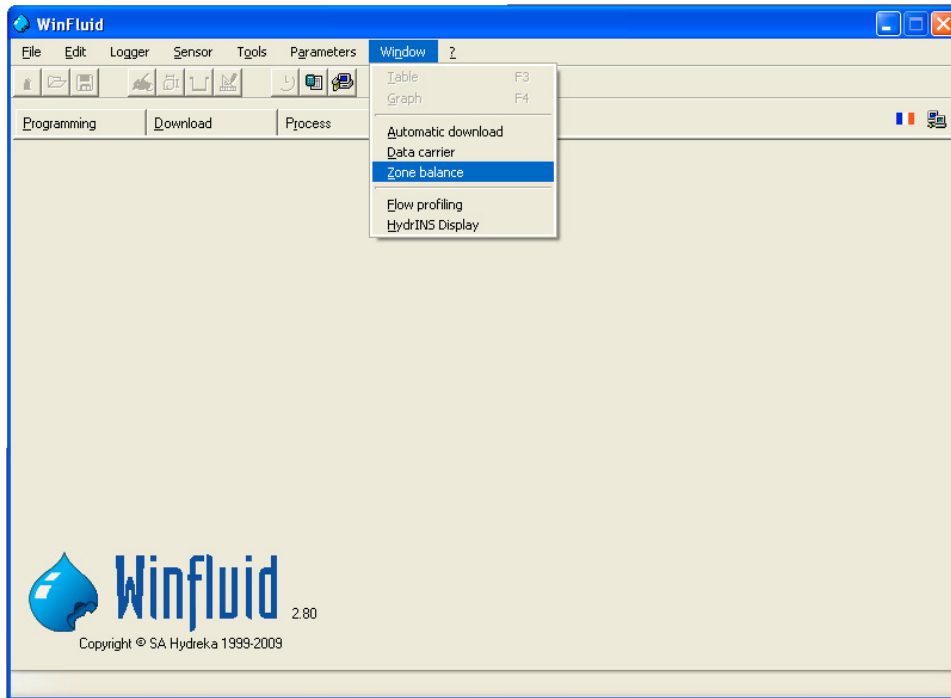 WinFluid
File Edit Logger Sensor Tools Parameters Window ?
Table F3
Graph F4
Programming Download Process
Automatic download
Data carrier
Zone balance
Flow profiling
HydrINS Display
Winfluid 2.80
Copyright © SA Hydreka 1999-2009